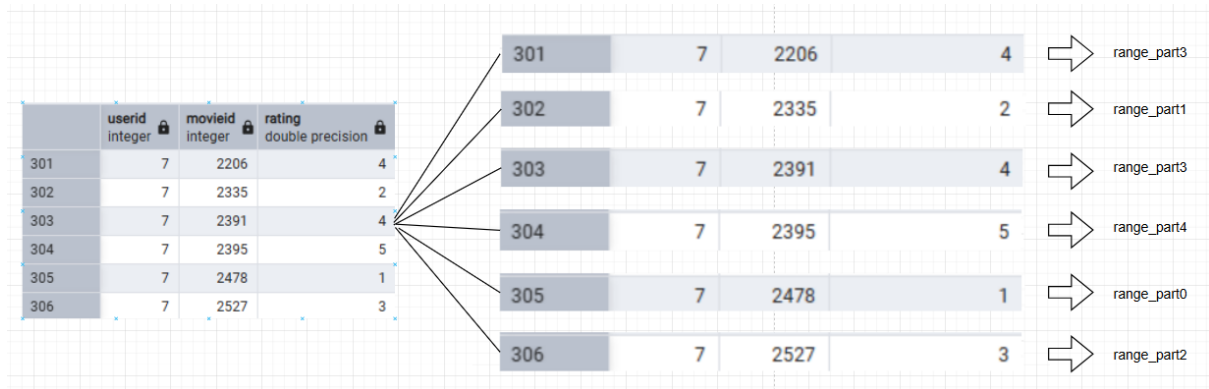 userid movieid rating
integer integer double precision
301 7 2206 4
302 7 2335 2
303 7 2391 4
304 7 2395 5
305 7 2478 1
306 7 2527 3
301 7 2206 4 range_part3
302 7 2335 2 range_part1
303 7 2391 4 range_part3
304 7 2395 5 range_part4
305 7 2478 1 range_part0
306 7 2527 3 range_part2